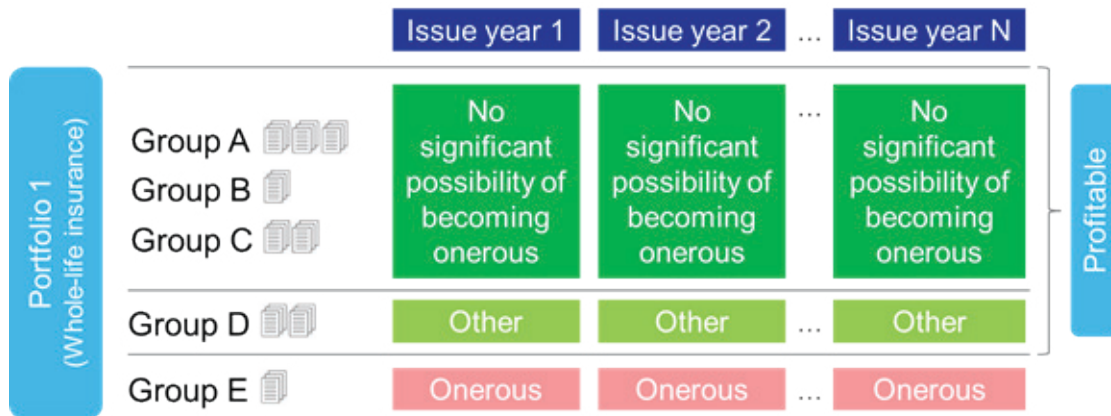 Issue year 1 Issue year 2 ... Issue year N
Portfolio 1
(Whole-life insurance)
Group A
Group B
Group C
No
significant
possibility of
becoming
onerous
No
significant
possibility of
becoming
onerous
...
No
significant
possibility of
becoming
onerous
Profitable
Group D Other Other ... Other
Group E Onerous Onerous ... Onerous